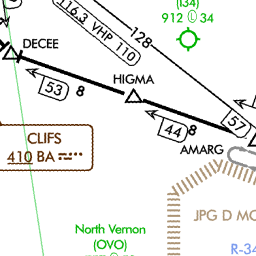 (134)
912 Ⓛ 34
116.3 VHP 110
128
DECEE
HIGMA
53
8
44
8
57
AMARG
CLIFS
410 BA
JPG D MO
North Vernon
(OVO)
R-34